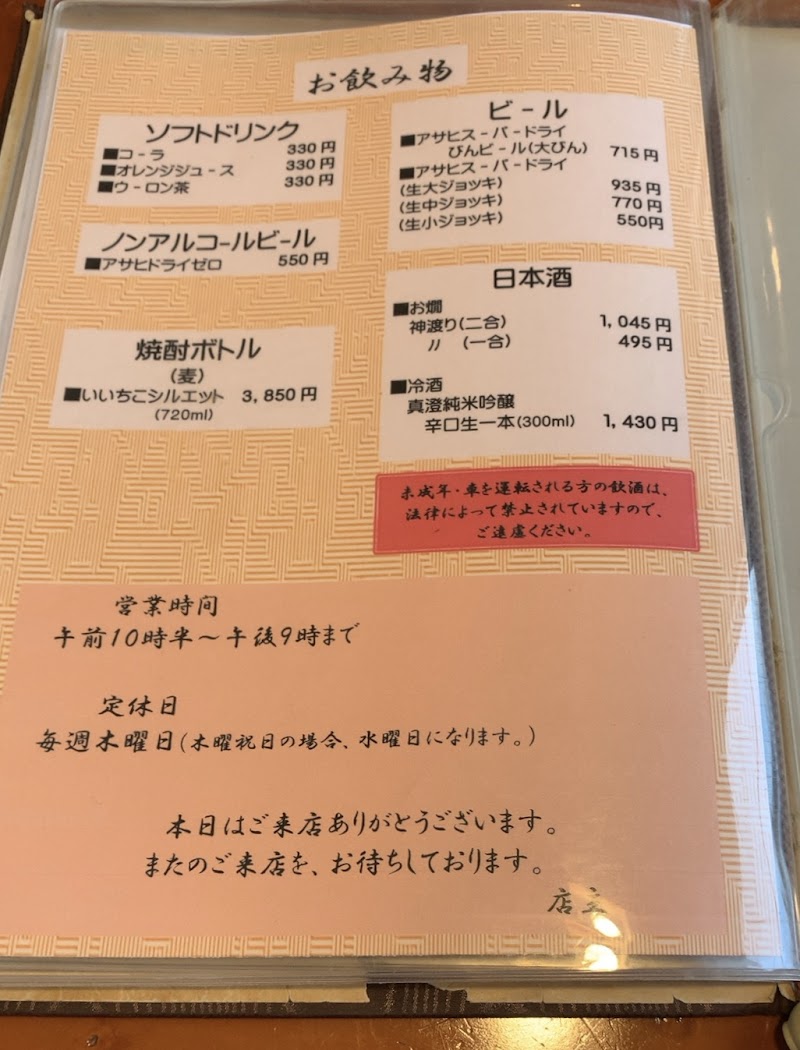 お飲み物
ソフトドリンク
■コ-ラ 330円
■オレンジジュ-ス 330円
■ウ-ロン茶 330円
ノンアルコールビ-ル
■アサヒドライゼロ 550円
焼酎ボトル
(麦)
■いいちこシルエット 3,850円
(720ml)
ビ-ル
■アサヒス-パ-ドライ
びんビ-ル(大びん) 715円
■アサヒス-パ-ドライ
(生大ジョッキ) 935円
(生中ジョッキ) 770円
(生小ジョッキ) 550円
日本酒
■お燗
神渡り(二合) 1,045円
〃 (一合) 495円
■冷酒
真澄純米吟醸
辛口生一本(300ml) 1,430円
未成年・車を運転される方の飲酒は、
法律によって禁止されていますので、
ご遠慮ください。
営業時間
午前10時半～午後9時まで
定休日
毎週木曜日(木曜祝日の場合、水曜日になります。)
本日はご来店ありがとうございます。
またのご来店を、お待ちしております。
店主